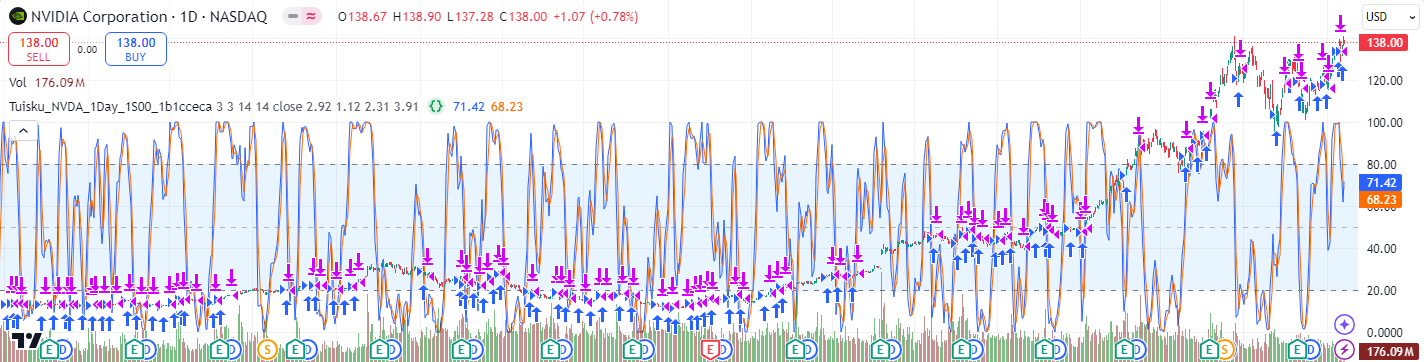 NVIDIA Corporation · 1D · NASDAQ O138.67 H138.90 L137.28 C138.00 +1.07 (+0.78%)
USD
138.00 SELL 0.00 138.00 BUY
138.00
Vol 176.09M
120.00
Tuisku_NVDA_1Day_1S00_1b1cceca 3 3 14 14 close 2.92 1.12 2.31 3.91 {} 71.42 68.23
100.00
80.00
71.42
68.23
60.00
40.00
20.00
0.0000
E D E D E D S E D E D E D E D E D E D E D E D E D E D E S E D
176.09M